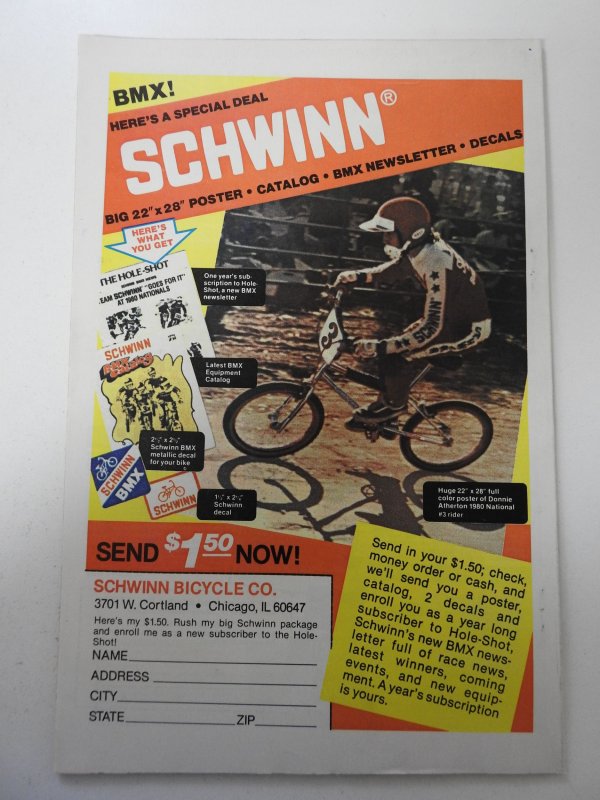 BMX!
HERE'S A SPECIAL DEAL
SCHWINN®
BIG 22" x 28" POSTER • CATALOG • BMX NEWSLETTER • DECALS
HERE'S
WHAT
YOU GET
THE HOLE-SHOT
SCHWINN BMX NEWS
TEAM SCHWINN "GOES FOR IT"
AT 1980 NATIONALS
One year's sub-
scription to Hole-
Shot, a new BMX
newsletter
SCHWINN
BMX
Catalog
Latest BMX
Equipment
Catalog
2½" x 2½"
Schwinn BMX
metallic decal
for your bike
SCHWINN
BMX
SCHWINN
Schwinn
decal
SCHWINN
3
Huge 22" x 28" full
color poster of Donnie
Atherton 1980 National
#3 rider
SEND $1.50 NOW!
SCHWINN BICYCLE CO.
3701 W. Cortland • Chicago, IL 60647
Here's my $1.50. Rush my big Schwinn package
and enroll me as a new subscriber to the Hole-
Shot!
NAME
ADDRESS
CITY
STATE ZIP
Send in your $1.50; check,
money order or cash, and
we'll send you a poster,
catalog, 2 decals and
enroll you as a year long
subscriber to Hole-Shot,
Schwinn's new BMX news-
letter full of race news,
latest winners, coming
events, and new equip-
ment. A year's subscription
is yours.